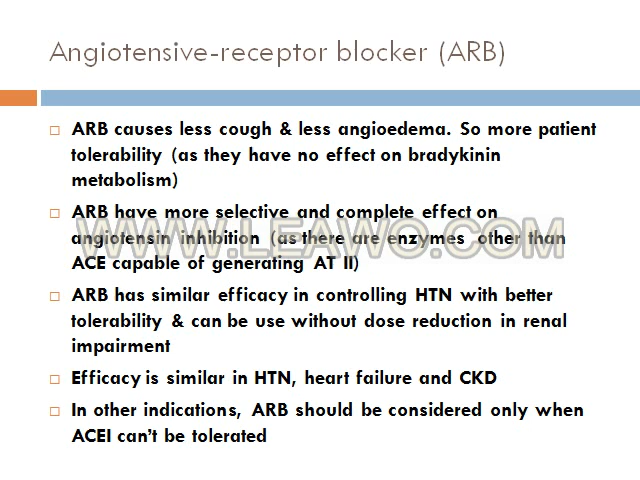 Angiotensive-receptor blocker (ARB)
ARB causes less cough & less angioedema. So more patient
tolerability (as they have no effect on bradykinin
metabolism)
ARB have more selective and complete effect on
WWW.LEAWO.COM
angiotensin inhibition (as there are enzymes other than
ACE capable of generating AT II)
ARB has similar efficacy in controlling HTN with better
tolerability & can be use without dose reduction in renal
impairment
Efficacy is similar in HTN, heart failure and CKD
In other indications, ARB should be considered only when
ACEI can't be tolerated